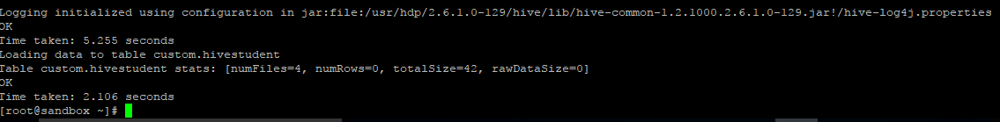 Logging initialized using configuration in jar:file:/usr/hdp/2.6.1.0-129/hive/lib/hive-common-1.2.1000.2.6.1.0-129.jar!/hive-log4j.properties
OK
Time taken: 5.255 seconds
Loading data to table custom.hivestudent
Table custom.hivestudent stats: [numFiles=4, numRows=0, totalSize=42, rawDataSize=0]
OK
Time taken: 2.106 seconds
[root@sandbox ~]#